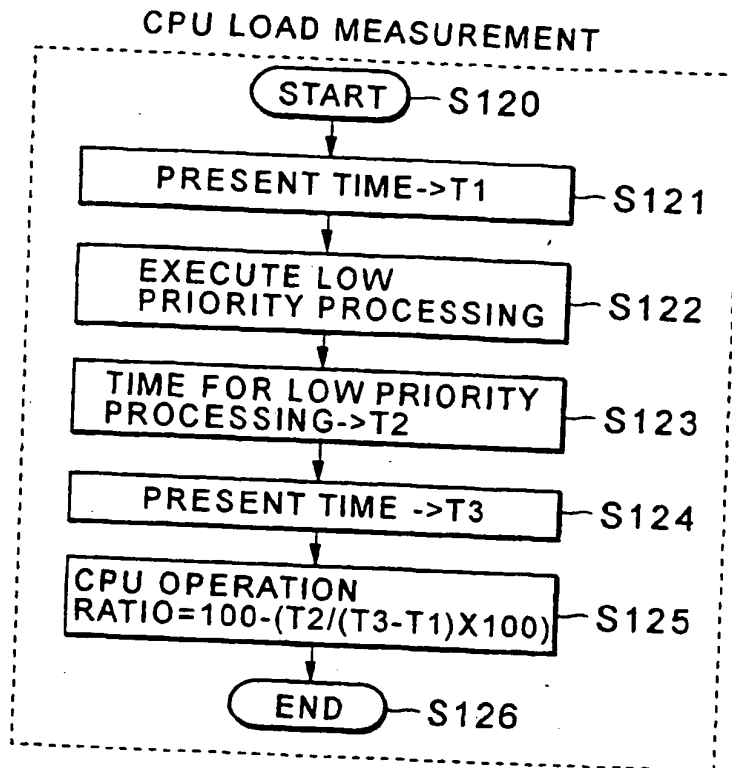 CPU LOAD MEASUREMENT
START
S120
PRESENT TIME->T1
S121
EXECUTE LOW
PRIORITY PROCESSING
S122
TIME FOR LOW PRIORITY
PROCESSING->T2
S123
PRESENT TIME ->T3
S124
CPU OPERATION
RATIO=100-(T2/(T3-T1)X100)
S125
END
S126